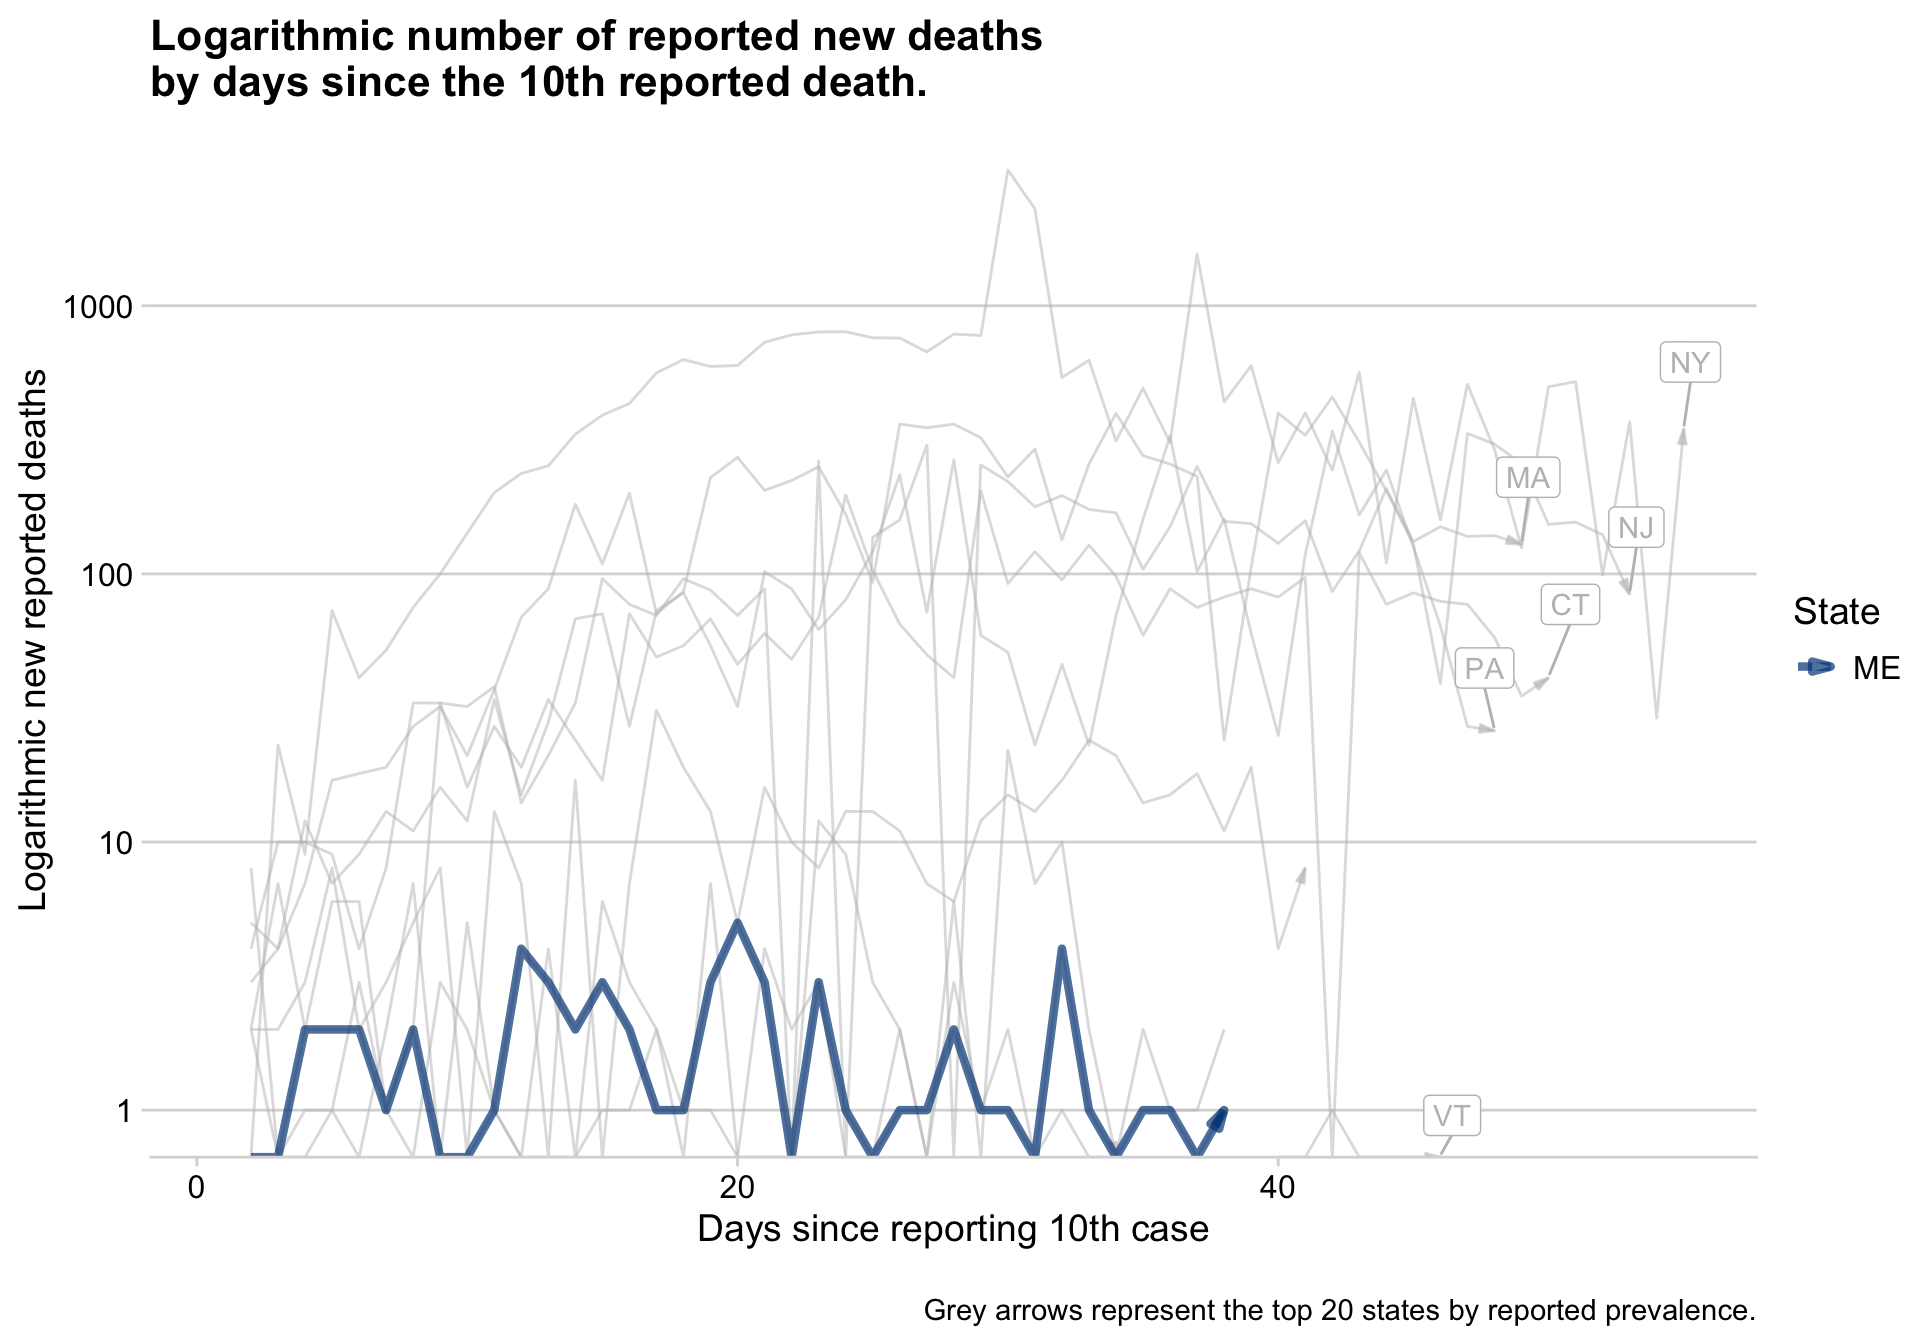 Logarithmic number of reported new deaths
by days since the 10th reported death.
Logarithmic new reported deaths
1000
100
10
1
NY
MA
NJ
CT
PA
VT
State
ME
0
20
40
Days since reporting 10th case
Grey arrows represent the top 20 states by reported prevalence.